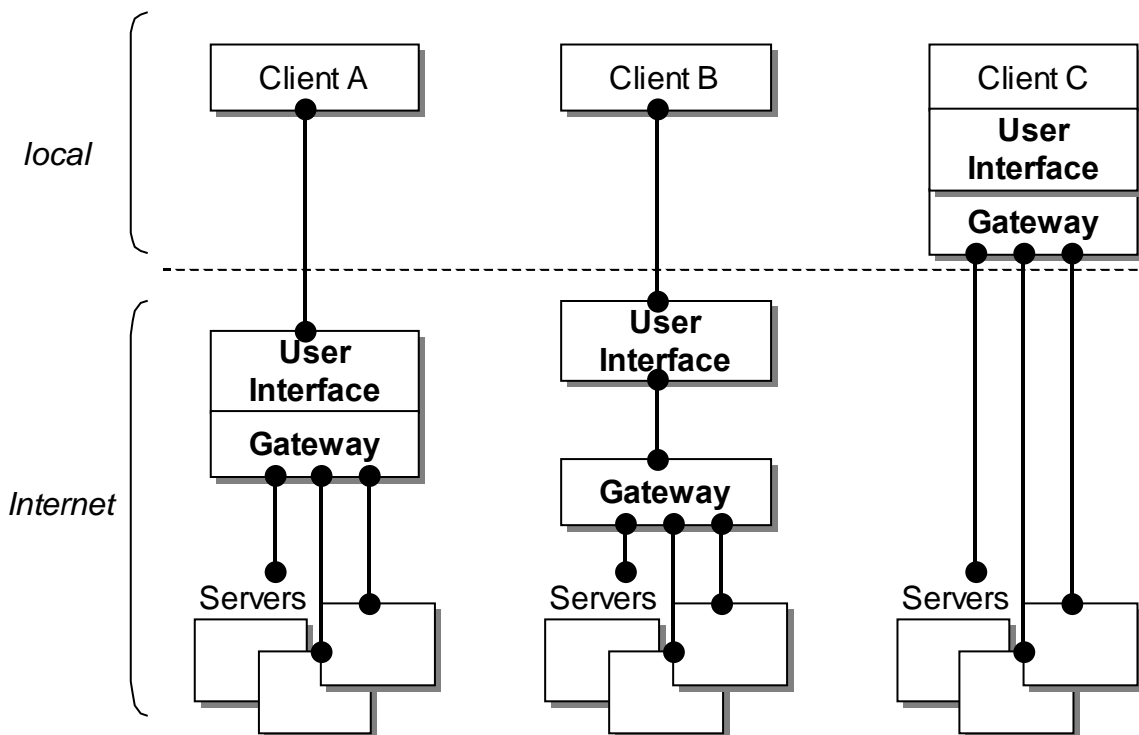 Client A
Client B
Client C
User
Interface
local
Gateway
User
Interface
User
Interface
Gateway
Gateway
Internet
Servers
Servers
Servers